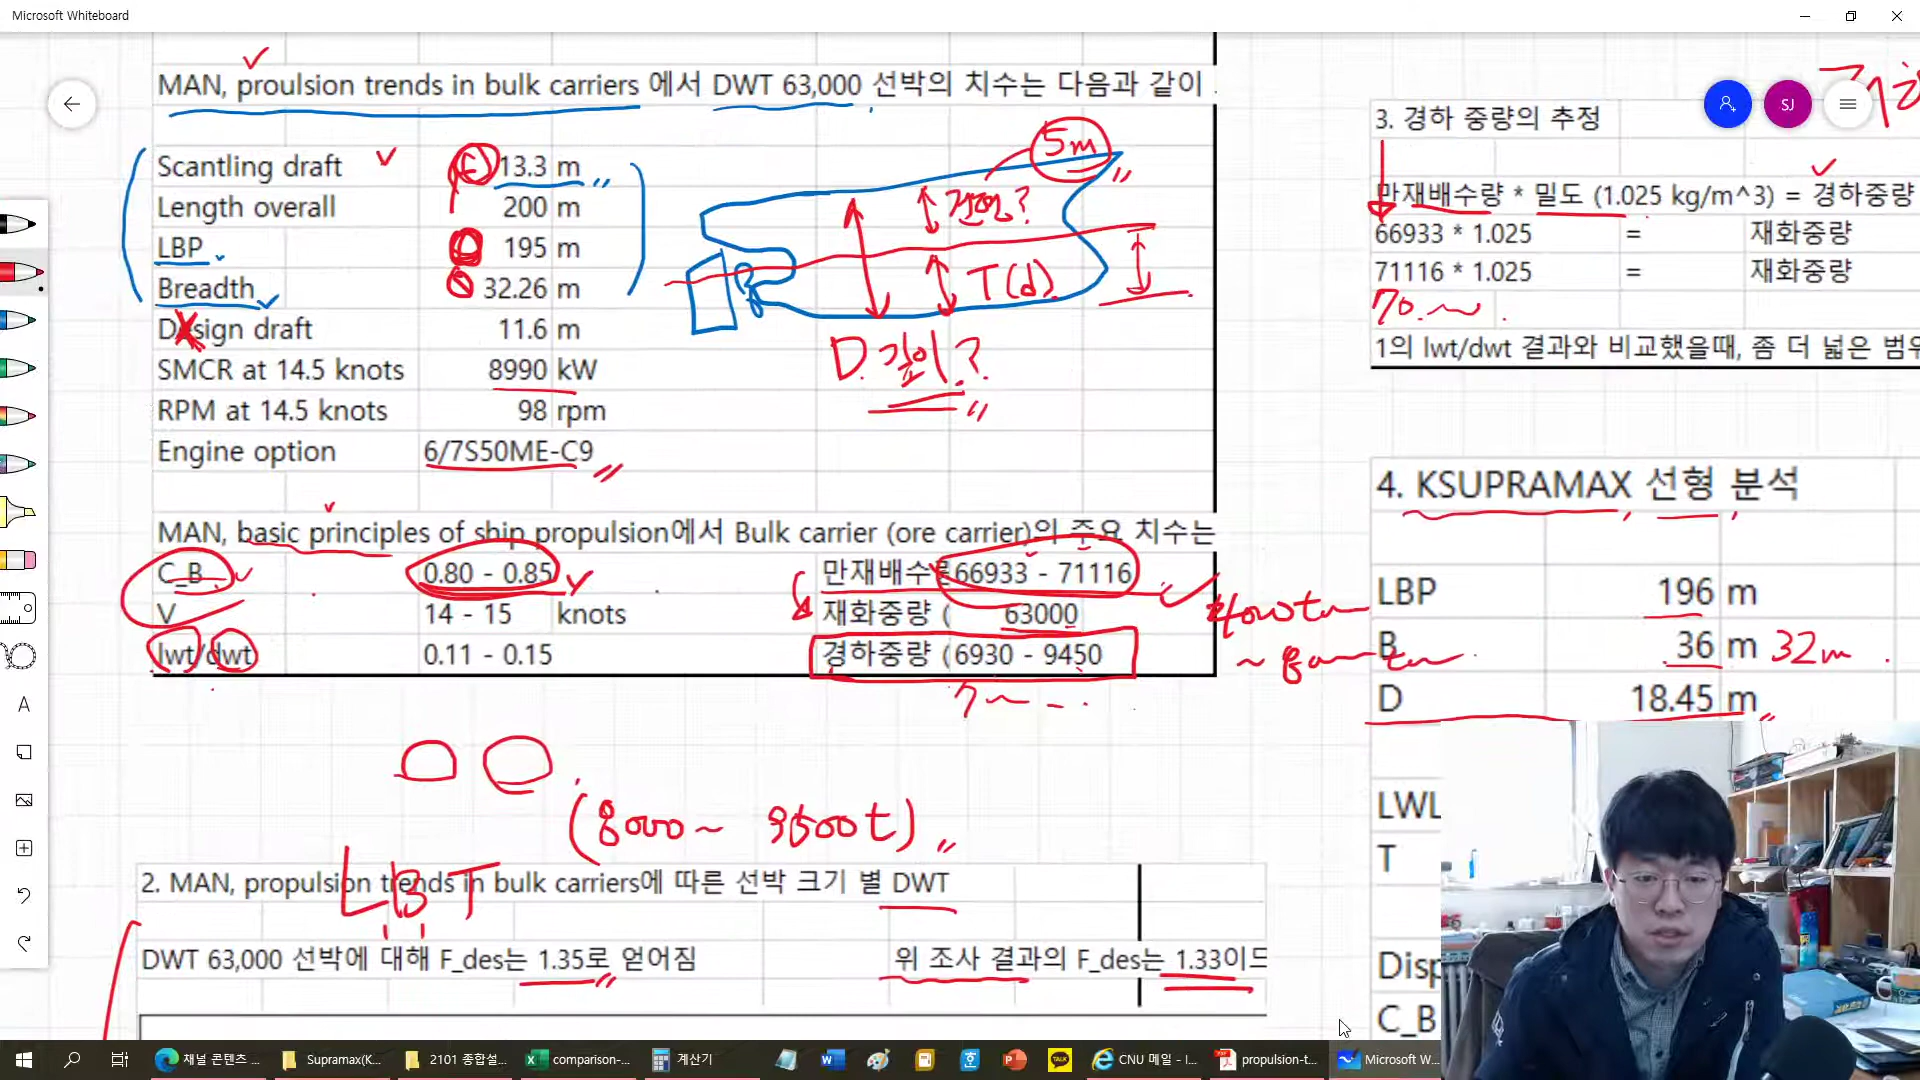 Microsoft Whiteboard
MAN, proulsion trends in bulk carriers 에서 DWT 63,000 선박의 치수는 다음과 같이
Scantling draft 13.3 m
Length overall 200 m
LBP 195 m
Breadth 32.26 m
Design draft 11.6 m
SMCR at 14.5 knots 8990 kW
RPM at 14.5 knots 98 rpm
Engine option 6/7S50ME-C9
5m
건현?
T(d)
D 깊이?
MAN, basic principles of ship propulsion에서 Bulk carrier (ore carrier)의 주요 치수는
C_B 0.80 - 0.85 만재배수 66933 - 71116
V 14 - 15 knots 재화중량 ( 63000
lwt/dwt 0.11 - 0.15 경하중량 ( 6930 - 9450
(8000~ 9500t)
LBT
2. MAN, propulsion trends in bulk carriers에 따른 선박 크기 별 DWT
DWT 63,000 선박에 대해 F_des는 1.35로 얻어짐 위 조사 결과의 F_des는 1.33이므
3. 경하 중량의 추정
만재배수량 * 밀도 (1.025 kg/m^3) = 경하중량
66933 * 1.025 = 재화중량
71116 * 1.025 = 재화중량
1의 lwt/dwt 결과와 비교했을때, 좀 더 넓은 범위
4. KSUPRAMAX 선형 분석
LBP 196 m
B 36 m 32m
D 18.45 m
LWL
T
Disp
C_B
SJ
채널 콘텐츠 ...
Supramax(K...
2101 종합설...
comparison-...
계산기
CNU 메일 - I...
propulsion-t...
Microsoft W...